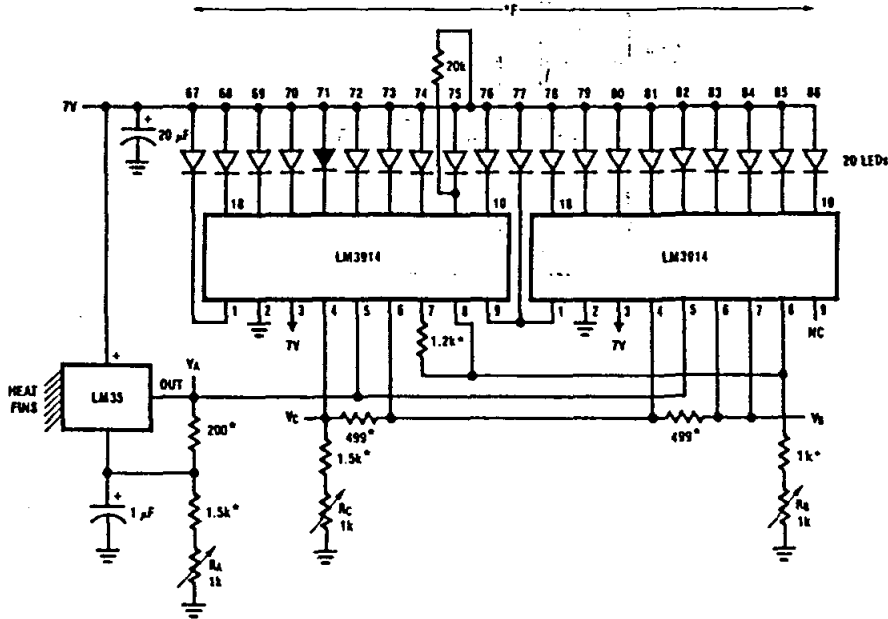 °F
20k
67 68 69 70 71 72 73 74 75 76 77 78 79 80 81 82 83 84 85 86
7V
20 µF
20 LEDs
18 10 18 10
LM3914 LM3914
1 2 3 4 5 6 7 8 9 1 2 3 4 5 6 7 8 9
7V 7V NC
1.2k*
HEAT
FINS
+
LM35
OUT
VA
VC
499*
499*
VB
200*
1.5k*
1k*
+
1 µF
1.5k*
RC
1k
RB
1k
RA
1k